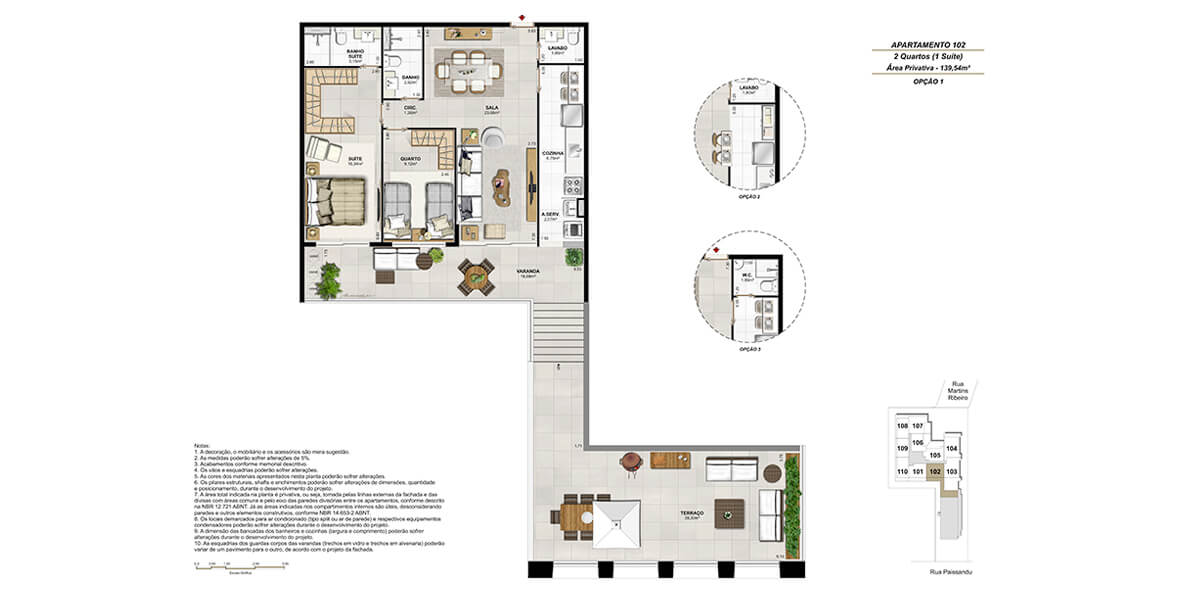 APARTAMENTO 102
2 Quartos (1 Suíte)
Área Privativa - 139,54m²
OPÇÃO 1
BANHO
SUÍTE
LAVABO
BANHO
CIRC.
SALA
SUÍTE
QUARTO
COZINHA
A.SERV.
VARANDA
TERRAÇO
LAVABO
OPÇÃO 2
W.C.
OPÇÃO 3
Rua
Martins
Ribeiro
108
107
106
109
104
105
110
101
102
103
Rua Paissandu
Notas:
1. A decoração, o mobiliário e os acessórios são mera sugestão.
2. As medidas poderão sofrer alterações de 5%.
3. Acabamentos conforme memorial descritivo.
4. Os vãos e esquadrias poderão sofrer alterações.
5. As cores dos materiais apresentados nesta planta poderão sofrer alterações.
6. Os pilares estruturais, shafts e enchimentos poderão sofrer alterações de dimensões, quantidade
e posicionamento, durante o desenvolvimento do projeto.
7. A área total indicada na planta é privativa, ou seja, tomada pelas linhas externas da fachada e das
divisas com áreas comuns e pelo eixo das paredes divisórias entre os apartamentos, conforme descrito
na NBR 12.721 ABNT. Já as áreas indicadas nos compartimentos internos são úteis, desconsiderando
paredes e outros elementos construtivos, conforme NBR 14.653-2 ABNT.
8. Os locais demarcados para ar condicionado (tipo split ou ar de parede) e respectivos equipamentos
condensadores poderão sofrer alterações durante o desenvolvimento do projeto.
9. A dimensão das bancadas dos banheiros e cozinhas (largura e comprimento) poderão sofrer
alterações durante o desenvolvimento do projeto.
10. As esquadrias dos guardas corpos das varandas (trechos em vidro e trechos em alvenaria) poderão
variar de um pavimento para o outro, de acordo com o projeto da fachada.
Escala Gráfica